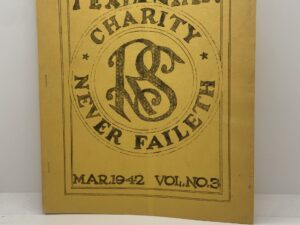 CHARITY
RS
NEVER FAILETH
MAR.1942 VOL.NO.3